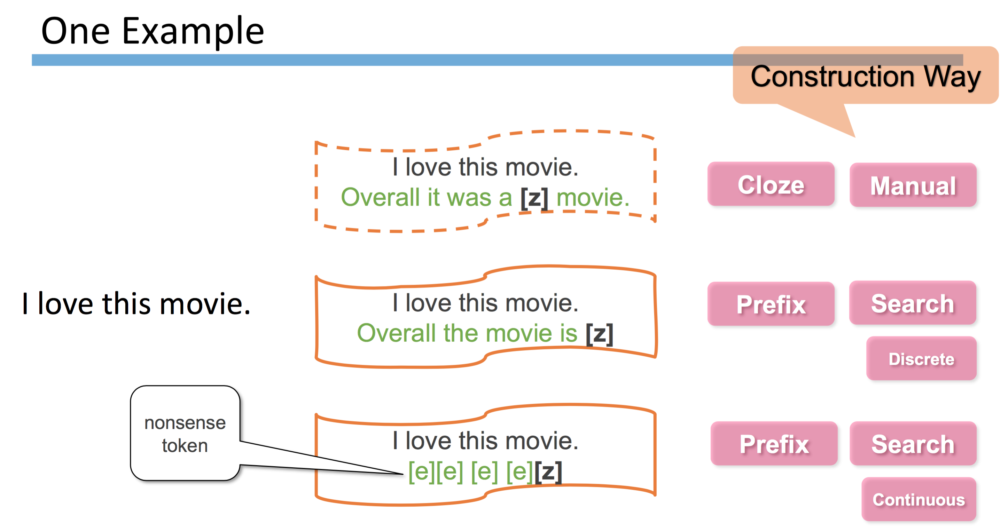 One Example
Construction Way
I love this movie.
Overall it was a [z] movie.
Cloze
Manual
I love this movie.
I love this movie.
Overall the movie is [z]
Prefix
Search
Discrete
nonsense
token
I love this movie.
[e][e] [e] [e][z]
Prefix
Search
Continuous